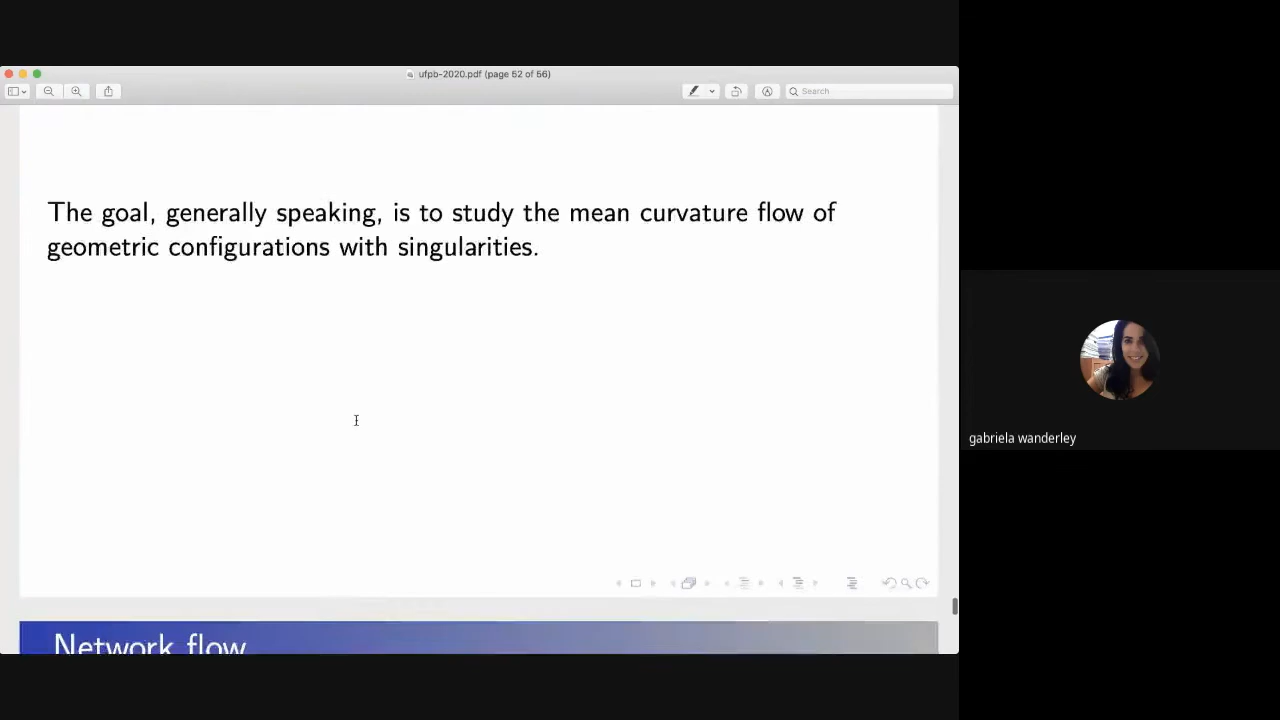 ufpb-2020.pdf (page 52 of 56)
Search
The goal, generally speaking, is to study the mean curvature flow of
geometric configurations with singularities.
Network flow
gabriela wanderley